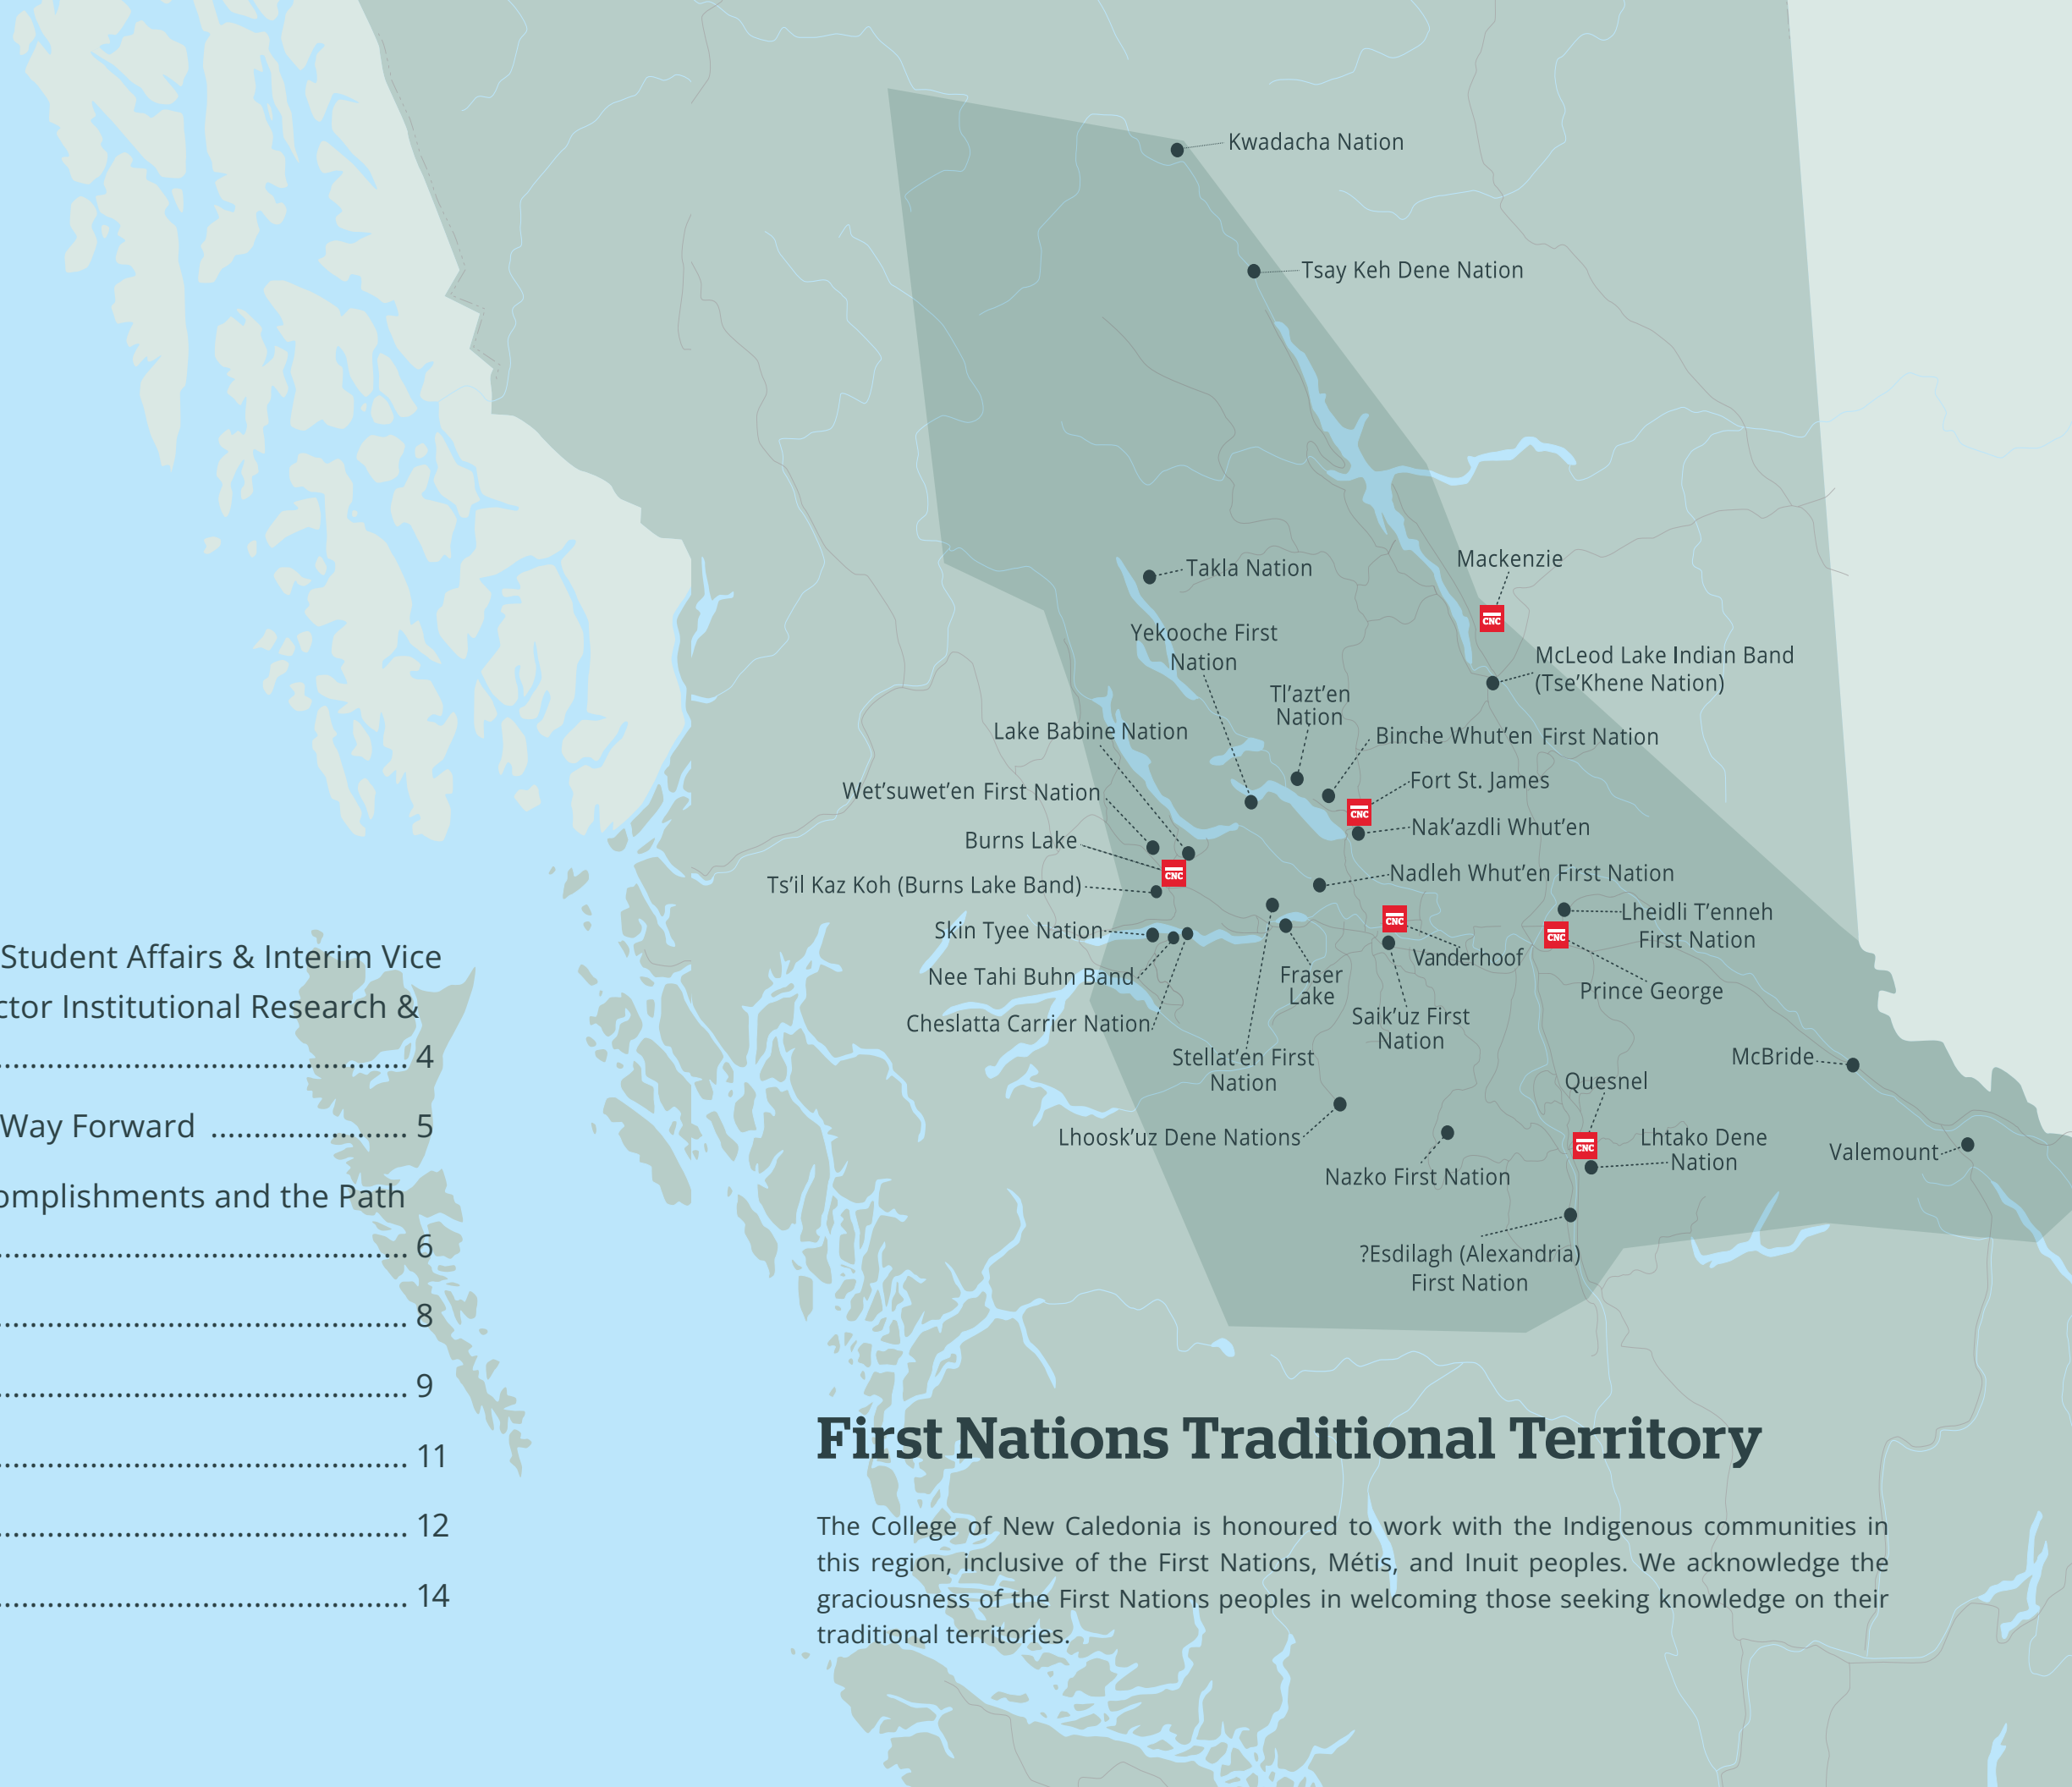 Kwadacha Nation
Tsay Keh Dene Nation
Takla Nation
Mackenzie
CNC
Yekooche First
Nation
McLeod Lake Indian Band
(Tse'Khene Nation)
Tl'azt'en
Nation
Lake Babine Nation
Binche Whut'en First Nation
Wet'suwet'en First Nation
Fort St. James
CNC
Nak'azdli Whut'en
Burns Lake
CNC
Ts'il Kaz Koh (Burns Lake Band)
Nadleh Whut'en First Nation
Lheidli T'enneh
First Nation
CNC
CNC
Skin Tyee Nation
Vanderhoof
Nee Tahi Buhn Band
Fraser
Lake
Prince George
Cheslatta Carrier Nation
Saik'uz First
Nation
Stellat'en First
Nation
McBride
Quesnel
CNC
Lhoosk'uz Dene Nations
Lhtako Dene
Nation
Valemount
Nazko First Nation
?Esdilagh (Alexandria)
First Nation
Student Affairs & Interim Vice
ctor Institutional Research &
................................................ 4
Way Forward ....................... 5
omplishments and the Path
................................................ 6
................................................ 8
................................................ 9
................................................ 11
................................................ 12
................................................ 14
First Nations Traditional Territory
The College of New Caledonia is honoured to work with the Indigenous communities in
this region, inclusive of the First Nations, Métis, and Inuit peoples. We acknowledge the
graciousness of the First Nations peoples in welcoming those seeking knowledge on their
traditional territories.